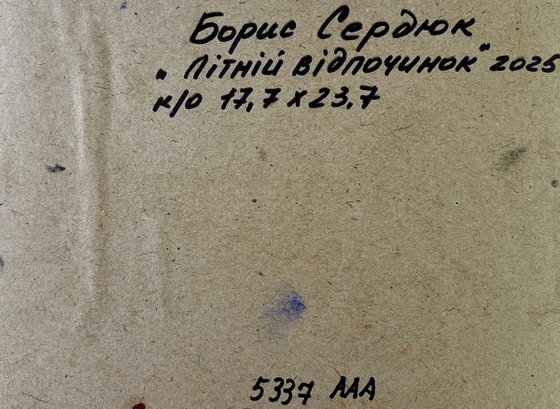 Борис Сердюк
„Літній відпочинок" 2025
к/о 17,7 х 23,7
5337 ААА